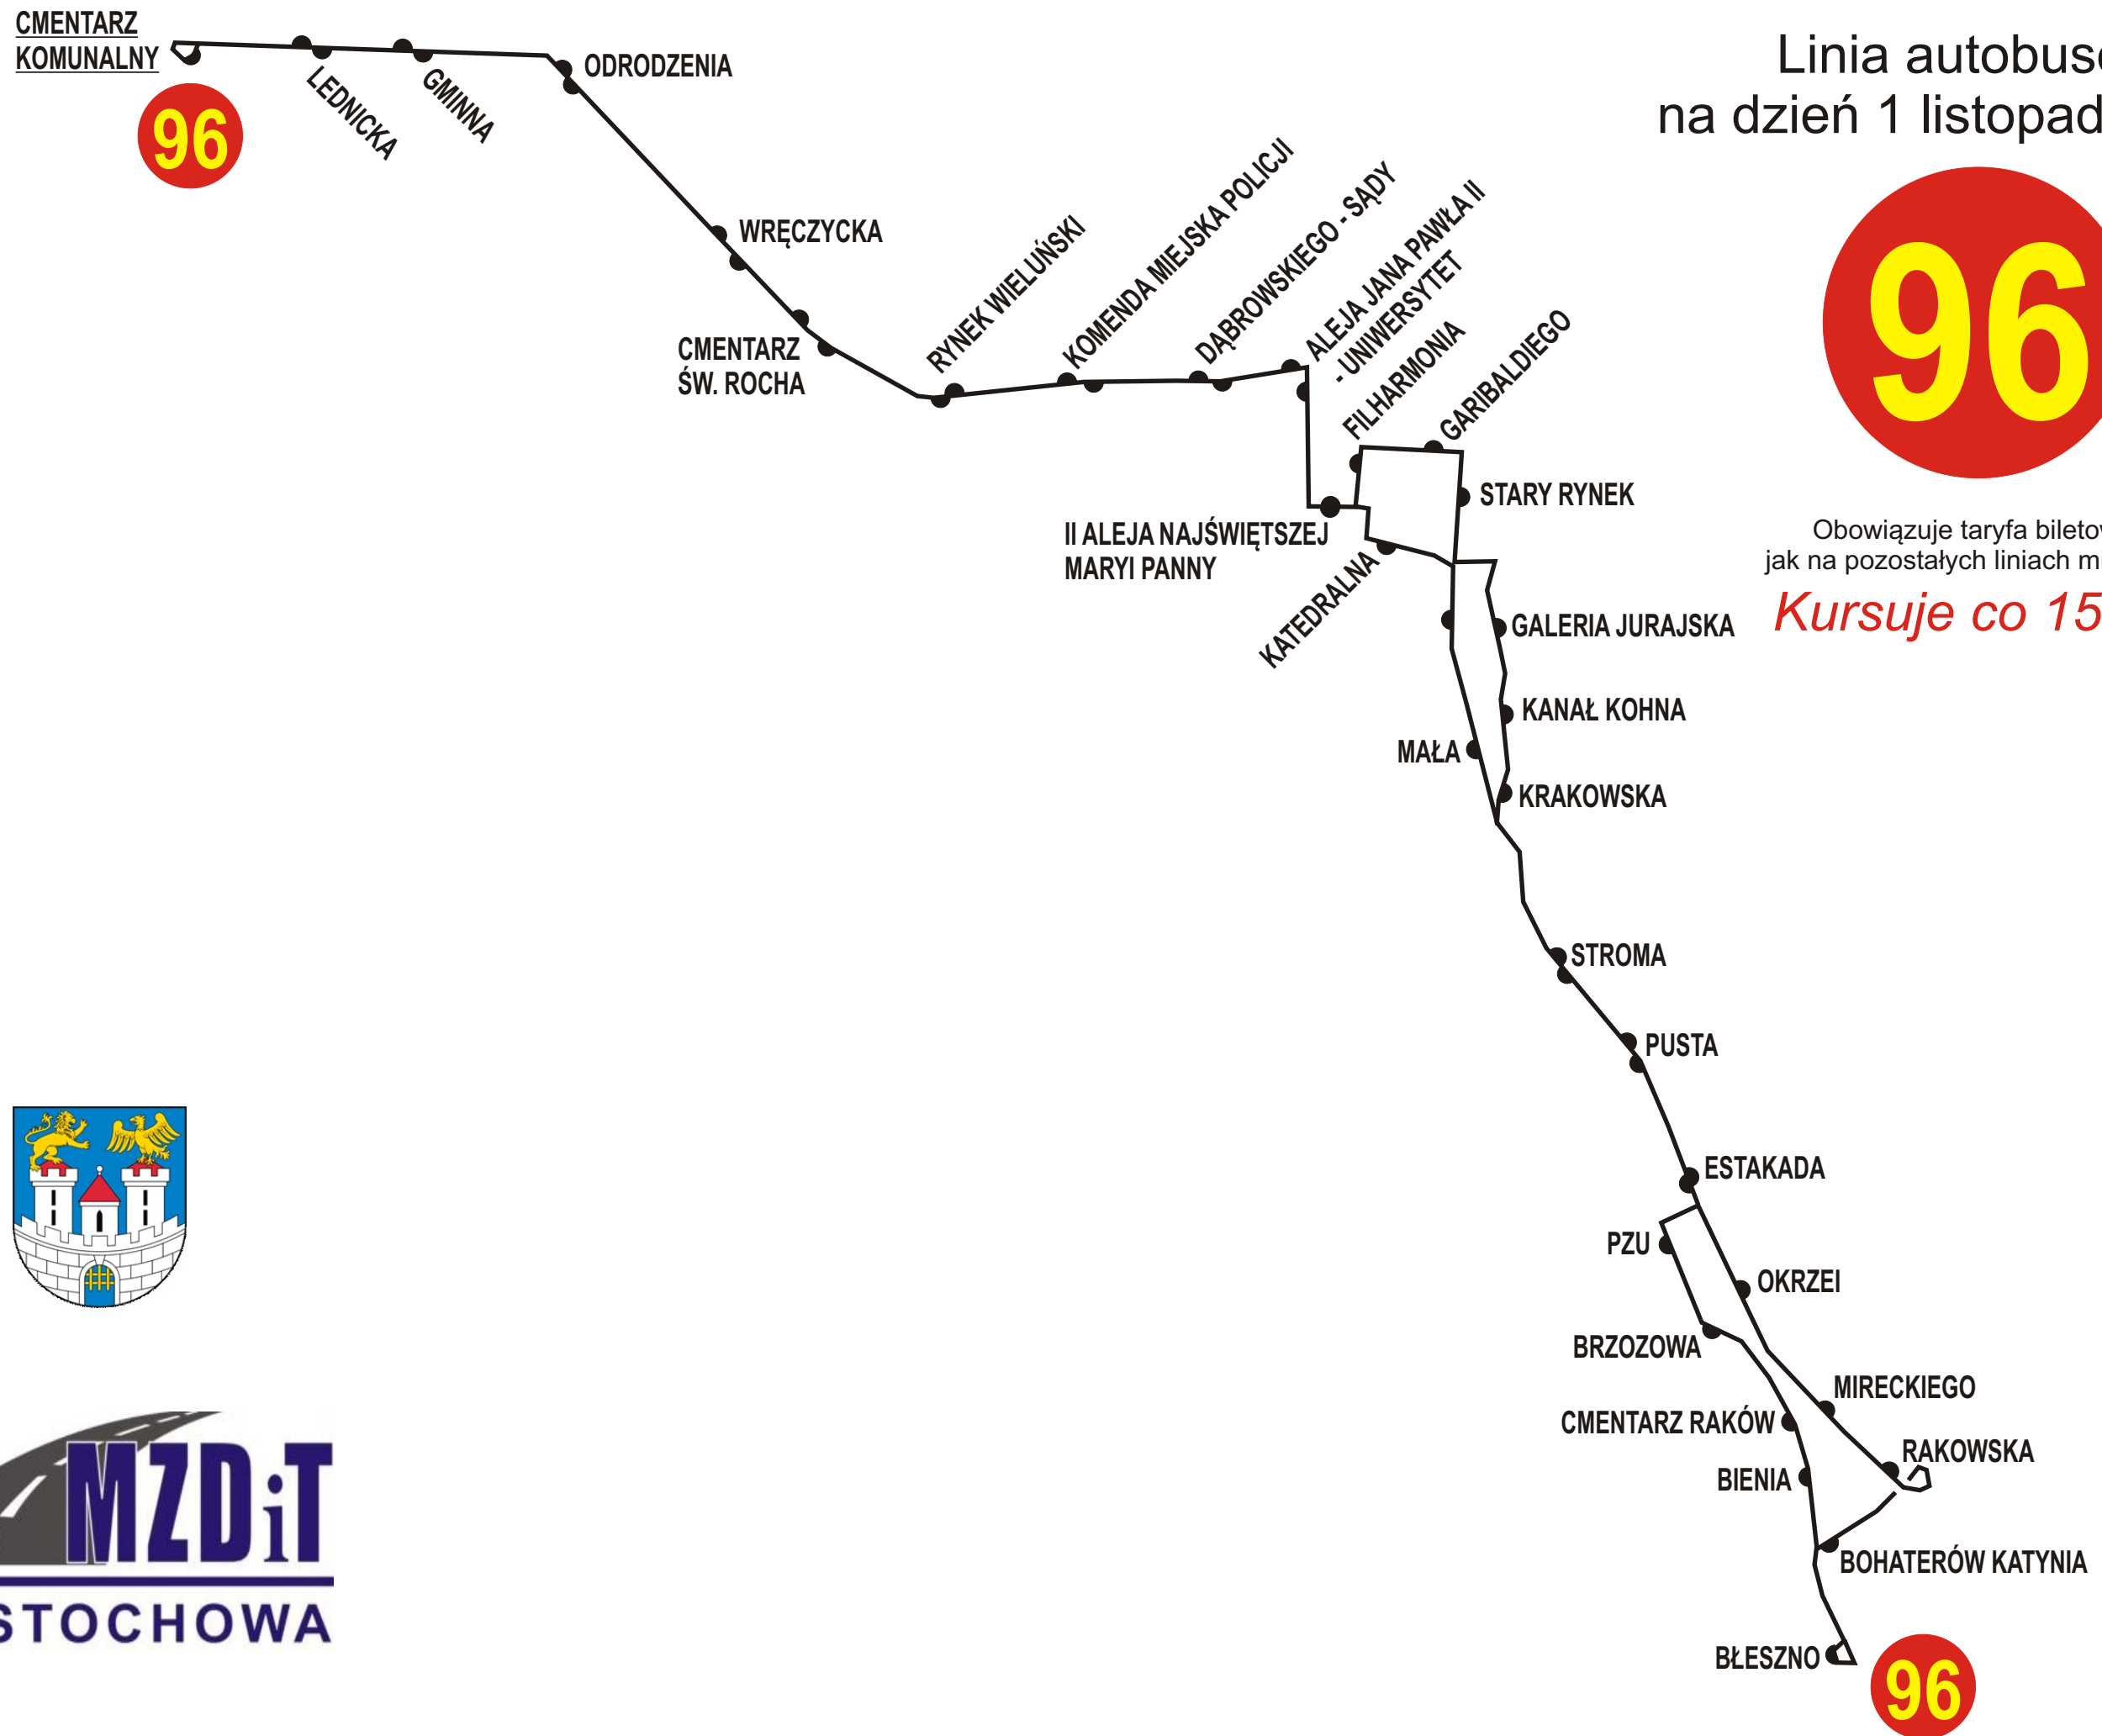 CMENTARZ
KOMUNALNY
96
LEDNICKA
GMINNA
ODRODZENIA
WRĘCZYCKA
CMENTARZ
ŚW. ROCHA
RYNEK WIELUŃSKI
KOMENDA MIEJSKA POLICJI
DĄBROWSKIEGO - SĄDY
ALEJA JANA PAWŁA II
- UNIWERSYTET
FILHARMONIA
GARIBALDIEGO
STARY RYNEK
II ALEJA NAJŚWIĘTSZEJ
MARYI PANNY
KATEDRALNA
GALERIA JURAJSKA
KANAŁ KOHNA
MAŁA
KRAKOWSKA
STROMA
PUSTA
ESTAKADA
PZU
OKRZEI
BRZOZOWA
MIRECKIEGO
CMENTARZ RAKÓW
RAKOWSKA
BIENIA
BOHATERÓW KATYNIA
BŁESZNO
96
Linia autobuso
na dzień 1 listopad
96
Obowiązuje taryfa bileto
jak na pozostałych liniach m
Kursuje co 15
MZDiT
STOCHOWA